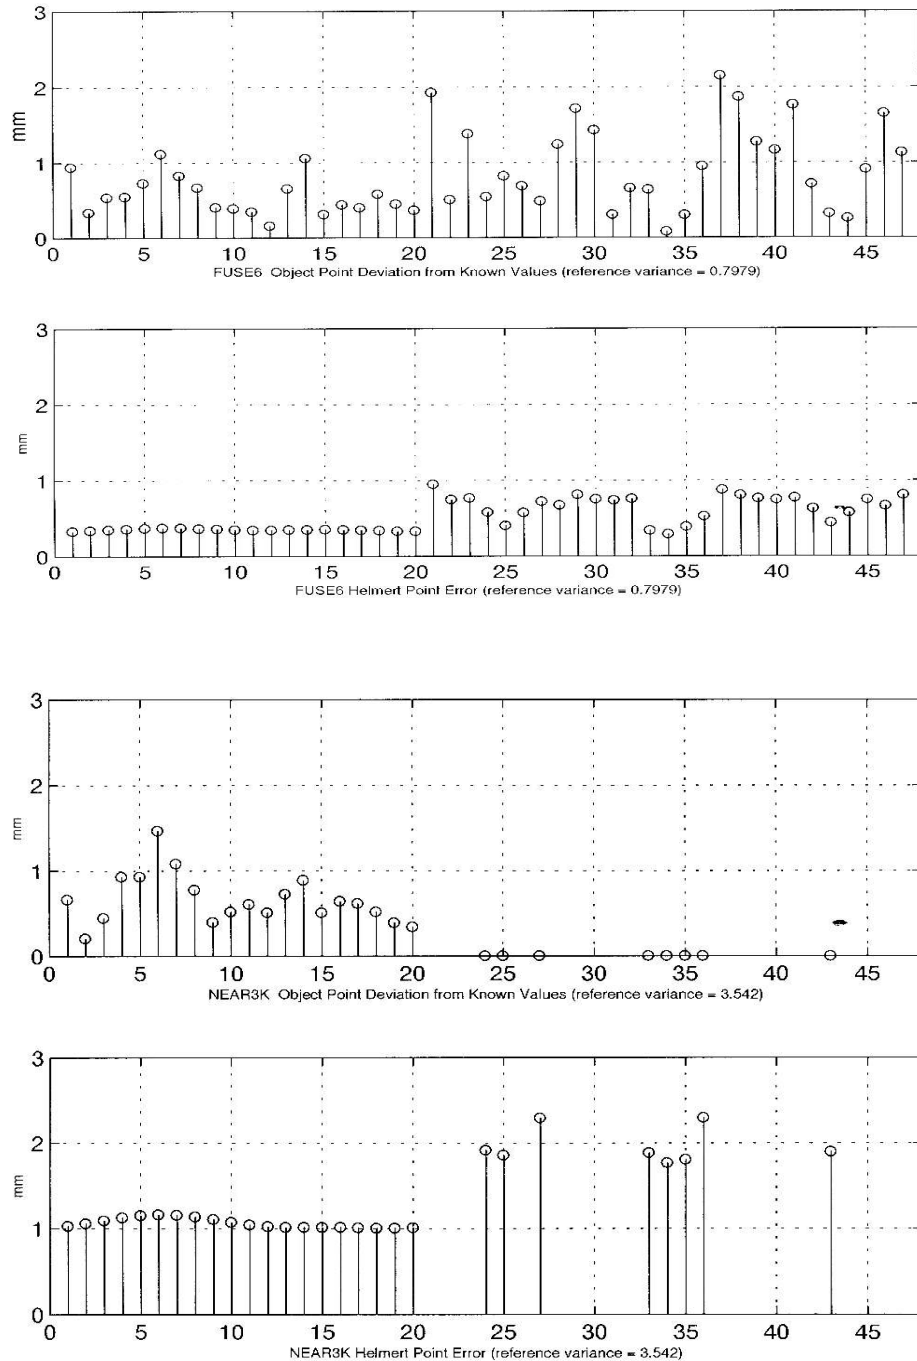 3
2
1
0
mm
0 5 10 15 20 25 30 35 40 45
FUSE6 Object Point Deviation from Known Values (reference variance = 0.7979)
3
2
1
0
mm
0 5 10 15 20 25 30 35 40 45
FUSE6 Helmert Point Error (reference variance = 0.7979)
3
2
1
0
mm
0 5 10 15 20 25 30 35 40 45
NEAR3K Object Point Deviation from Known Values (reference variance = 3.542)
3
2
1
0
mm
0 5 10 15 20 25 30 35 40 45
NEAR3K Helmert Point Error (reference variance = 3.542)